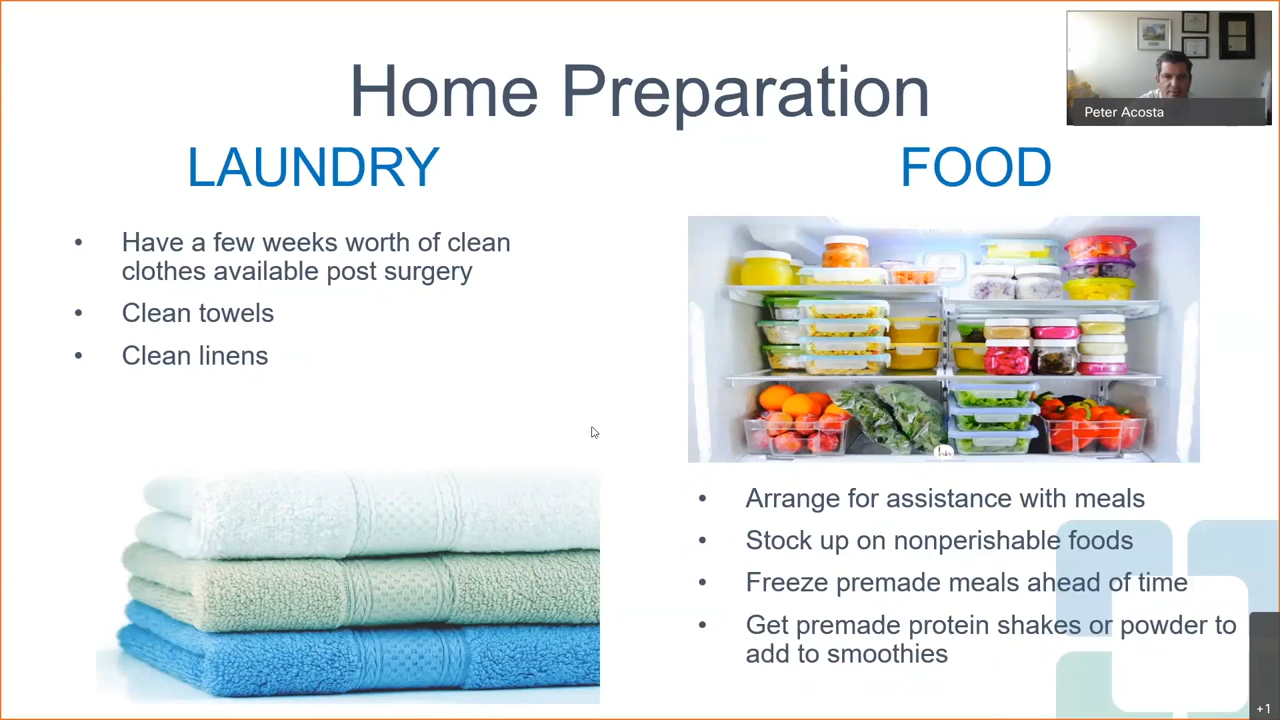 Home Preparation
Peter Acosta
LAUNDRY
• Have a few weeks worth of clean
clothes available post surgery
• Clean towels
• Clean linens
FOOD
• Arrange for assistance with meals
• Stock up on nonperishable foods
• Freeze premade meals ahead of time
• Get premade protein shakes or powder to
add to smoothies
+1